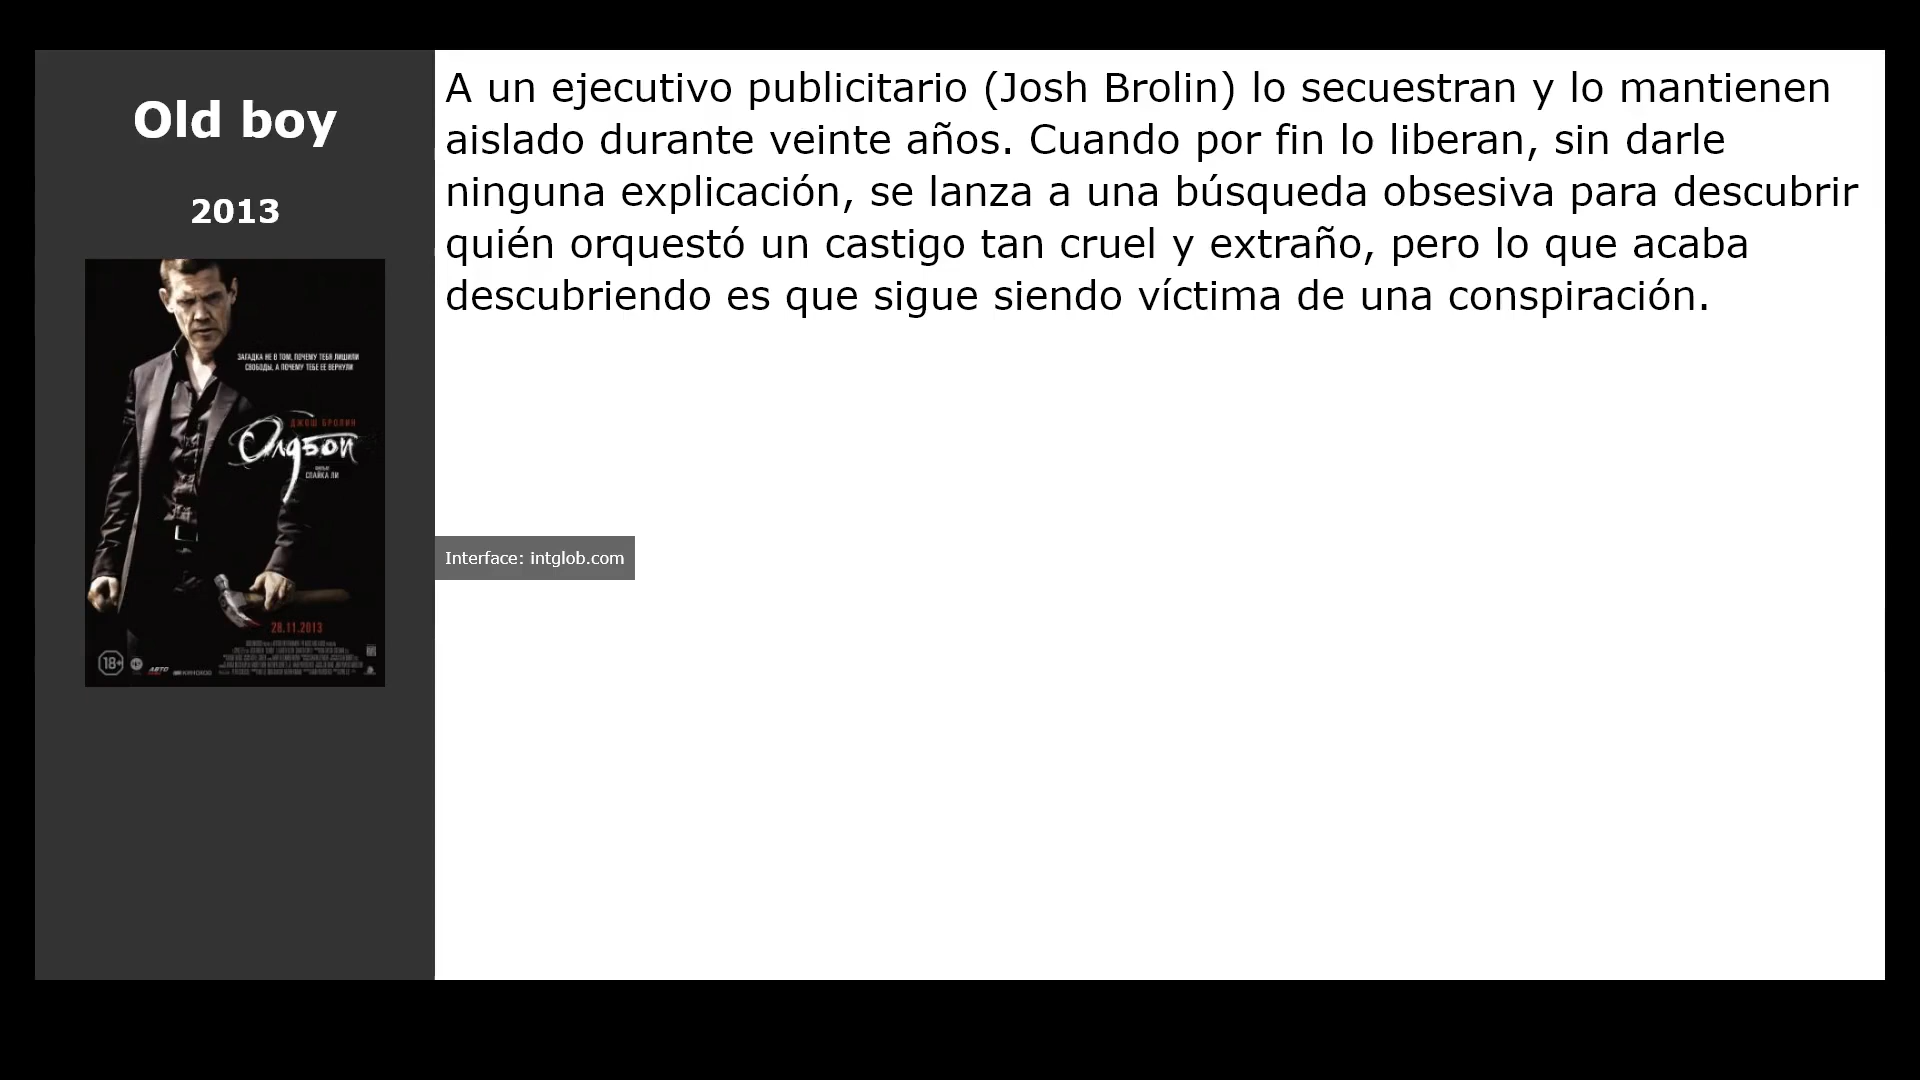 Old boy
2013
ЗАГАДКА НЕ В ТОМ, ПОЧЕМУ ТЕБЯ ЛИШИЛИ
СВОБОДЫ, А ПОЧЕМУ ТЕБЕ ЕЕ ВЕРНУЛИ
ДЖОШ БРОЛИН
Олдбой
ФИЛЬМ
СПАЙКА ЛИ
28.11.2013
18+
A un ejecutivo publicitario (Josh Brolin) lo secuestran y lo mantienen
aislado durante veinte años. Cuando por fin lo liberan, sin darle
ninguna explicación, se lanza a una búsqueda obsesiva para descubrir
quién orquestó un castigo tan cruel y extraño, pero lo que acaba
descubriendo es que sigue siendo víctima de una conspiración.
Interface: intglob.com